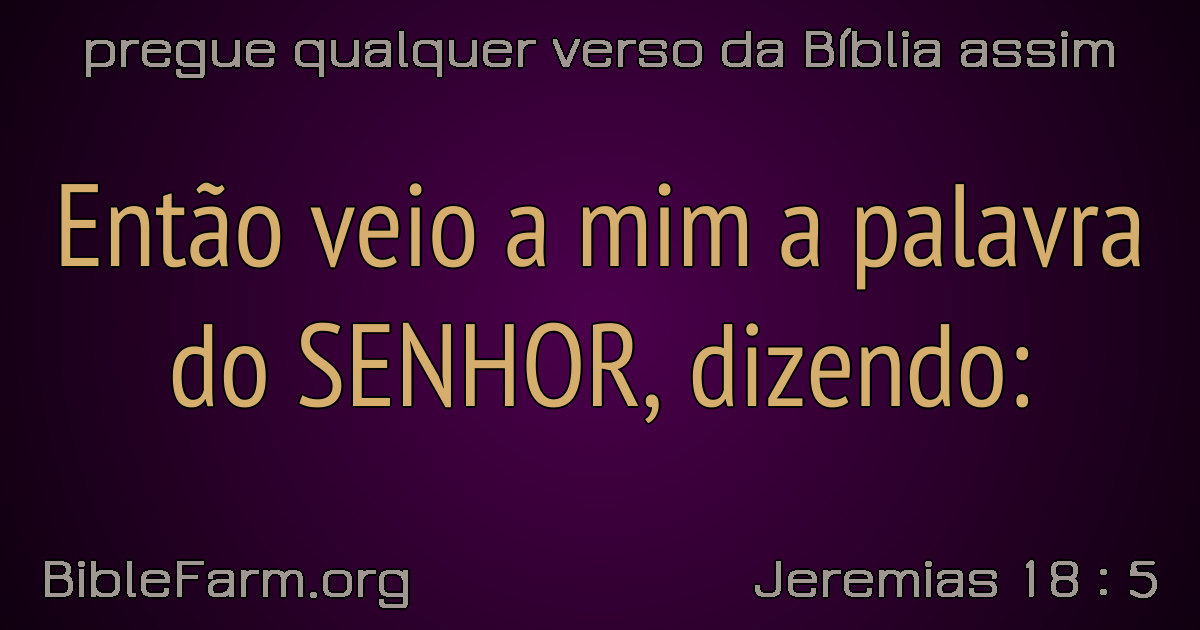 pregue qualquer verso da Bíblia assim
Então veio a mim a palavra
do SENHOR, dizendo:
BibleFarm.org
Jeremias 18 : 5